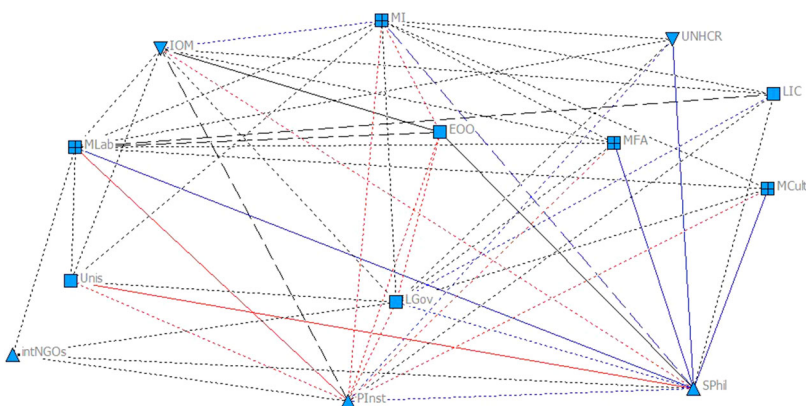 MI
IOM
UNHCR
LIC
EOO
MFA
MLab
MCult
Unis
LGov
intNGOs
SPhil
PInst